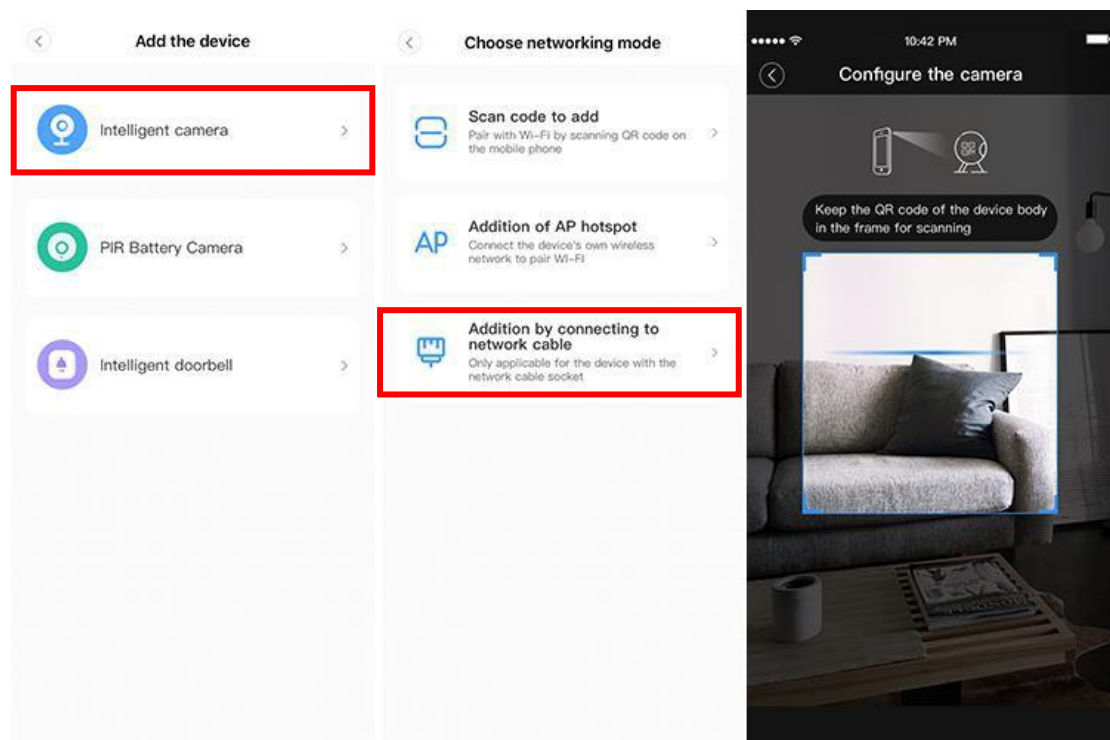 Add the device
Intelligent camera
PIR Battery Camera
Intelligent doorbell
Choose networking mode
Scan code to add
Pair with Wi-Fi by scanning QR code on
the mobile phone
AP
Addition of AP hotspot
Connect the device's own wireless
network to pair WI-FI
Addition by connecting to
network cable
Only applicable for the device with the
network cable socket
10:42 PM
Configure the camera
Keep the QR code of the device body
in the frame for scanning